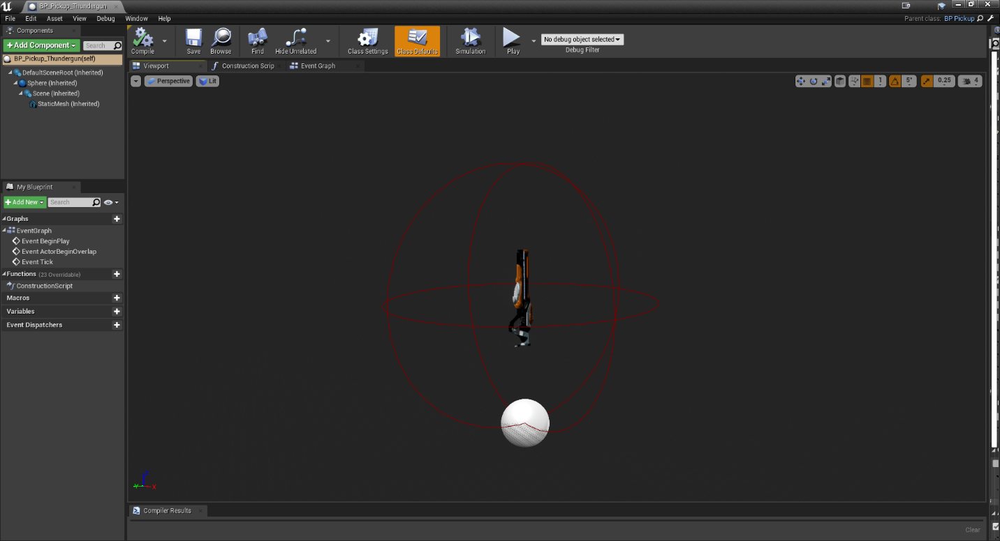 BP_Pickup_Thundergun
File Edit Asset View Debug Window Help
Parent class: BP Pickup
Components
Add Component
Search
BP_Pickup_Thundergun(self)
DefaultSceneRoot (Inherited)
Sphere (Inherited)
Scene (Inherited)
StaticMesh (Inherited)
My Blueprint
Add New
Search
Graphs
EventGraph
Event BeginPlay
Event ActorBeginOverlap
Event Tick
Functions (23 Overridable)
ConstructionScript
Macros
Variables
Event Dispatchers
Compile
Save
Browse
Find
Hide Unrelated
Class Settings
Class Defaults
Simulation
Play
No debug object selected
Debug Filter
Viewport
Construction Scrip
Event Graph
Perspective
Lit
1
5°
0.25
4
Y X
Compiler Results
Clear